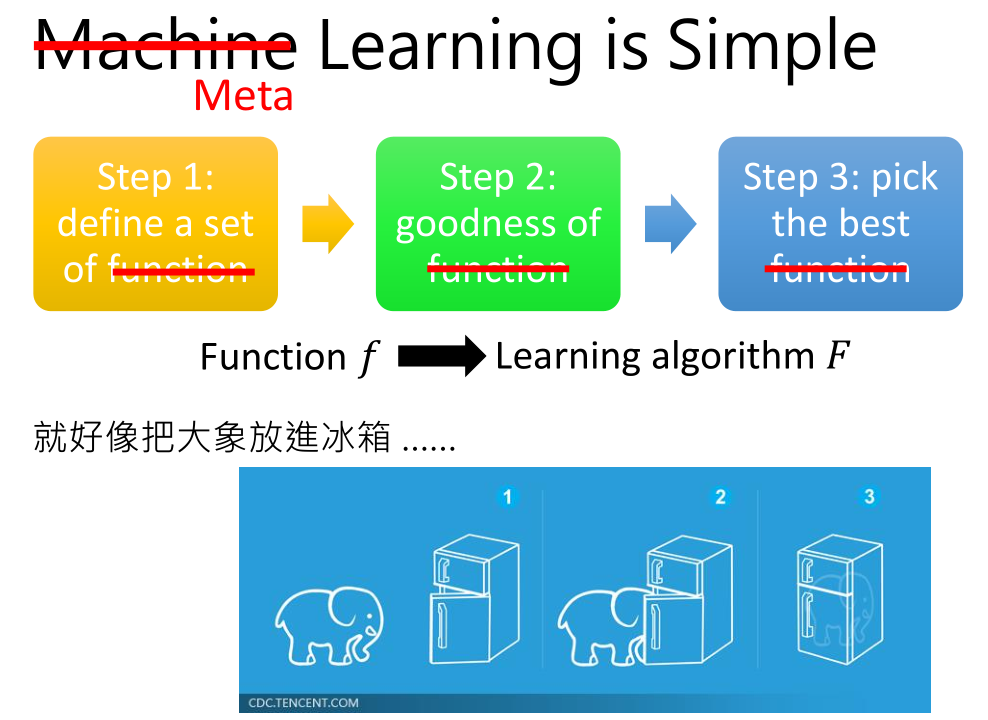 Machine Learning is Simple
Meta
Step 1:
define a set
of function
Step 2:
goodness of
function
Step 3: pick
the best
function
Function f
Learning algorithm F
就好像把大象放進冰箱 ......
1
2
3
CDC.TENCENT.COM